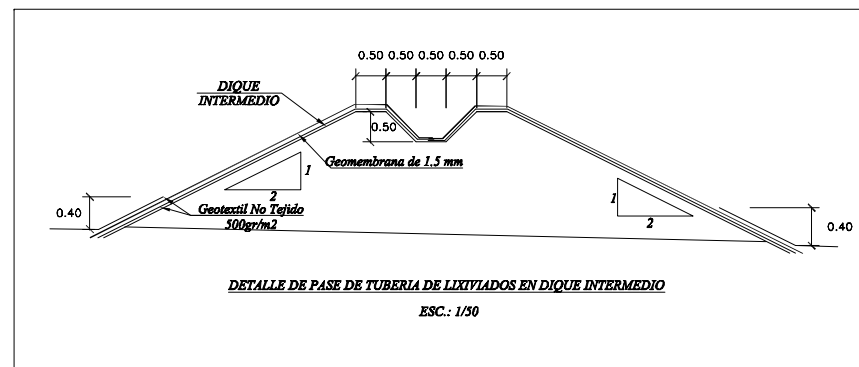 0.50 0.50 0.50 0.50 0.50
DIQUE
INTERMEDIO
0.50
Geomembrana de 1.5 mm
1
2
1
2
0.40
Geotextil No Tejido
500gr/m2
0.40
DETALLE DE PASE DE TUBERIA DE LIXIVIADOS EN DIQUE INTERMEDIO
ESC.: 1/50